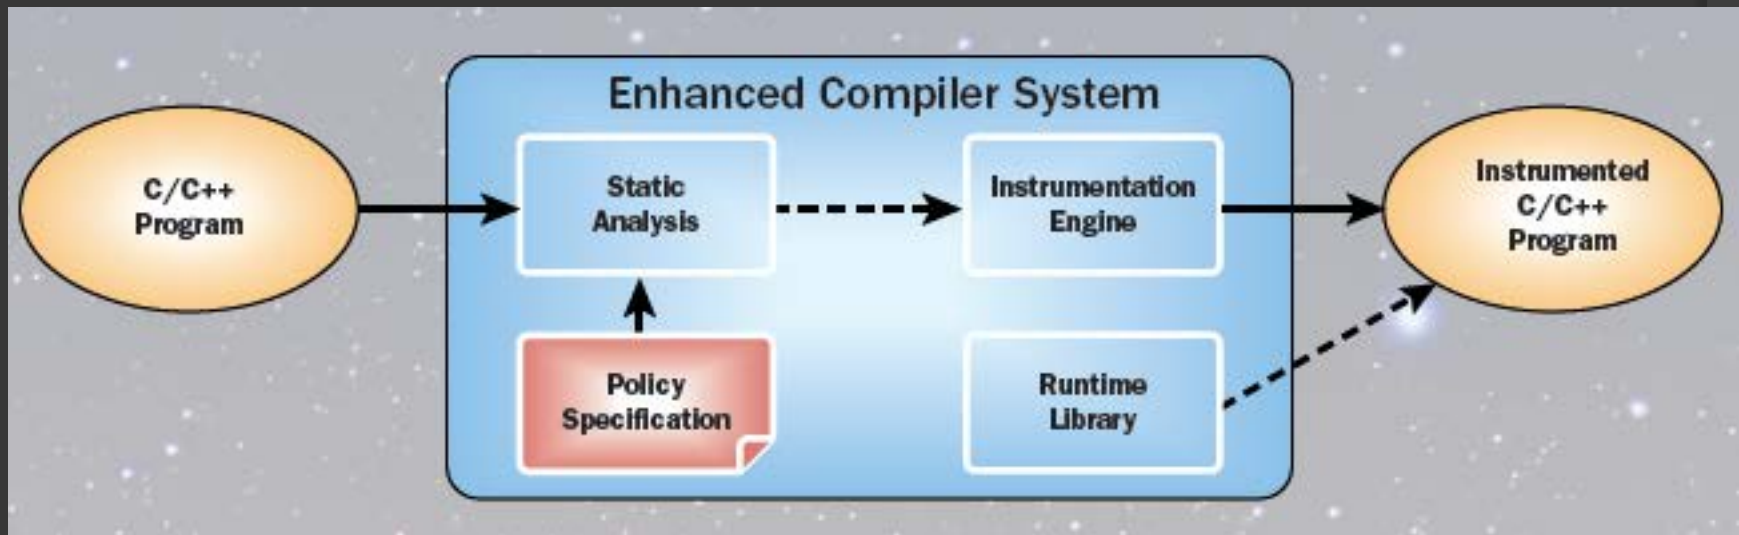 Enhanced Compiler System
C/C++
Program
Static
Analysis
Instrumentation
Engine
Instrumented
C/C++
Program
Policy
Specification
Runtime
Library